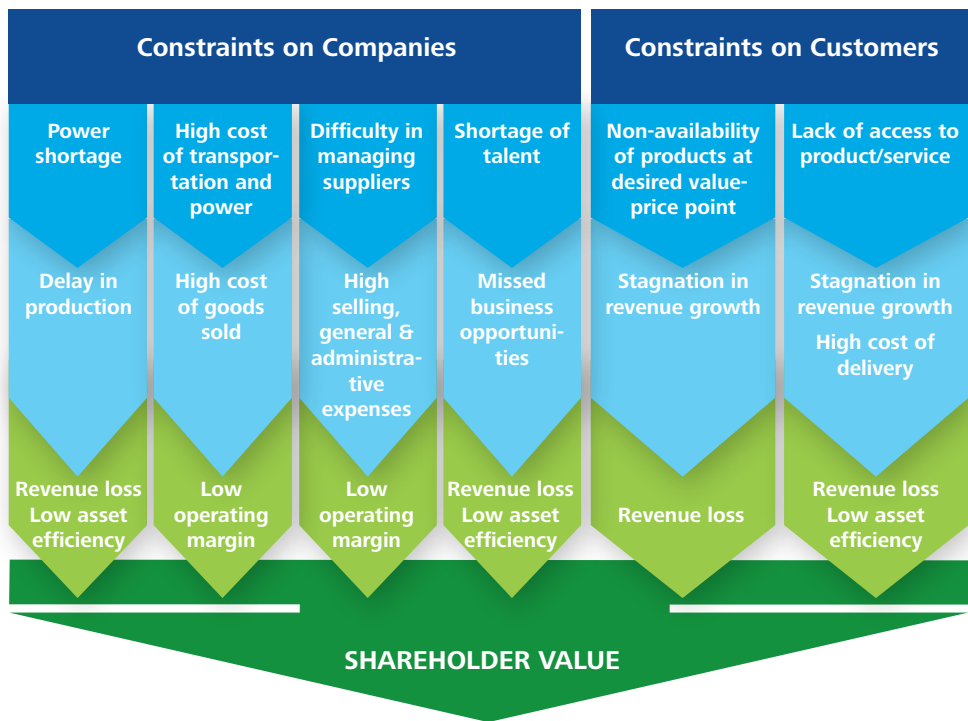 Constraints on Companies
Constraints on Customers
Power
shortage
High cost
of transpor-
tation and
power
Difficulty in
managing
suppliers
Shortage of
talent
Non-availability
of products at
desired value-
price point
Lack of access to
product/service
Delay in
production
High cost
of goods
sold
High
selling,
general &
administra-
tive
expenses
Missed
business
opportuni-
ties
Stagnation in
revenue growth
Stagnation in
revenue growth
High cost of
delivery
Revenue loss
Low asset
efficiency
Low
operating
margin
Low
operating
margin
Revenue loss
Low asset
efficiency
Revenue loss
Revenue loss
Low asset
efficiency
SHAREHOLDER VALUE